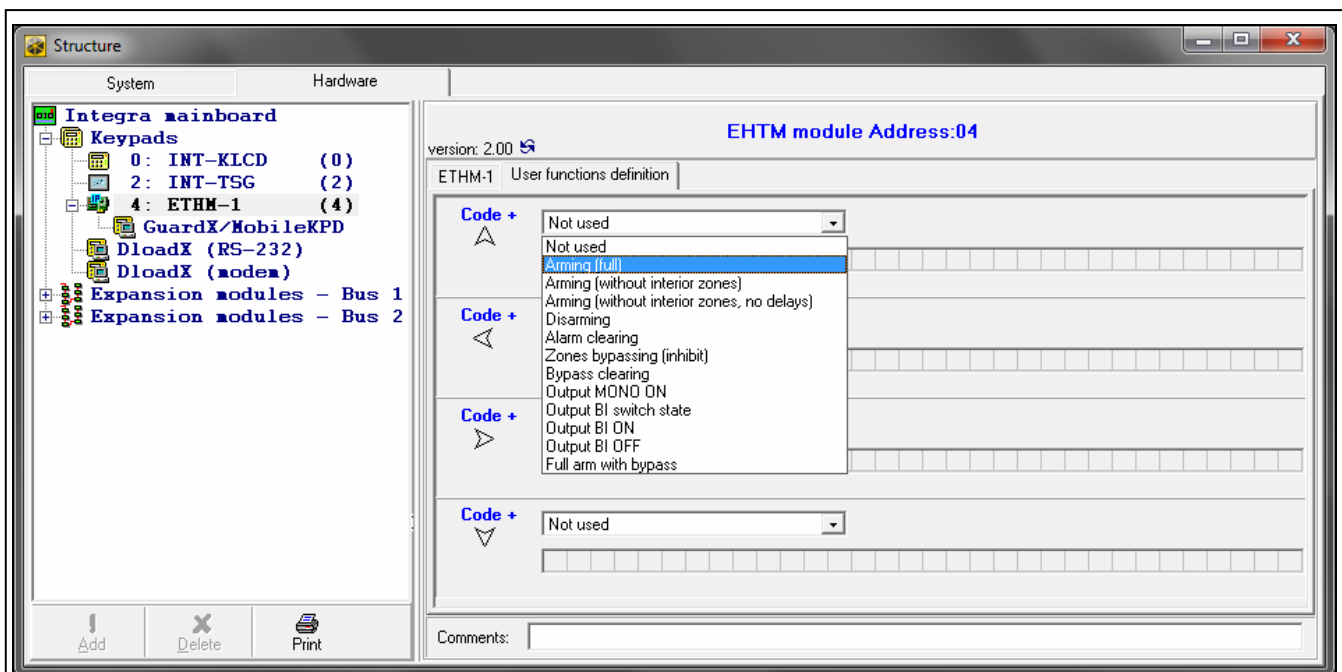 Structure
System Hardware
Integra mainboard
Keypads
0: INT-KLCD (0)
2: INT-TSG (2)
4: ETHM-1 (4)
GuardX/MobileKPD
DloadX (RS-232)
DloadX (modem)
Expansion modules - Bus 1
Expansion modules - Bus 2
Add Delete Print
EHTM module Address:04
version: 2.00
ETHM-1 User functions definition
Code + Not used
Not used
Arming (full)
Arming (without interior zones)
Arming (without interior zones, no delays)
Disarming
Alarm clearing
Zones bypassing (inhibit)
Bypass clearing
Output MONO ON
Output BI switch state
Output BI ON
Output BI OFF
Full arm with bypass
Code +
Code +
Code + Not used
Comments: